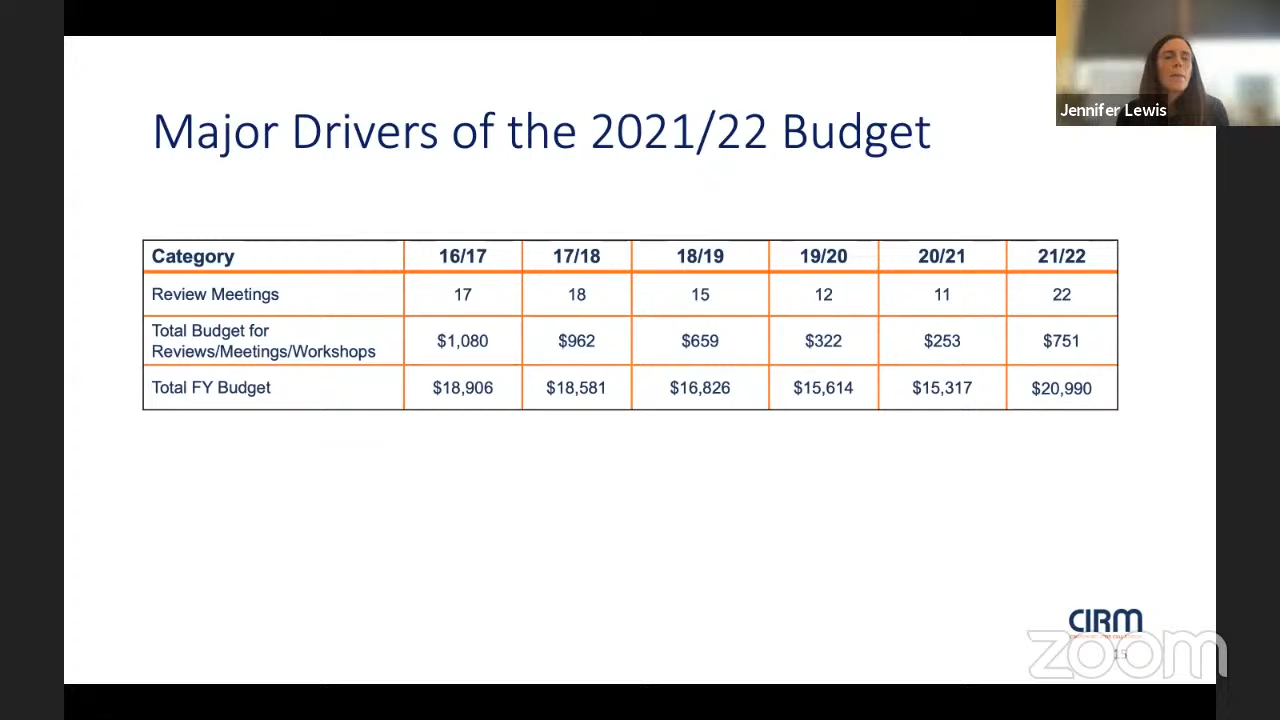 Jennifer Lewis
Major Drivers of the 2021/22 Budget
Category 16/17 17/18 18/19 19/20 20/21 21/22
Review Meetings 17 18 15 12 11 22
Total Budget for
Reviews/Meetings/Workshops $1,080 $962 $659 $322 $253 $751
Total FY Budget $18,906 $18,581 $16,826 $15,614 $15,317 $20,990
CIRM
zoom
15